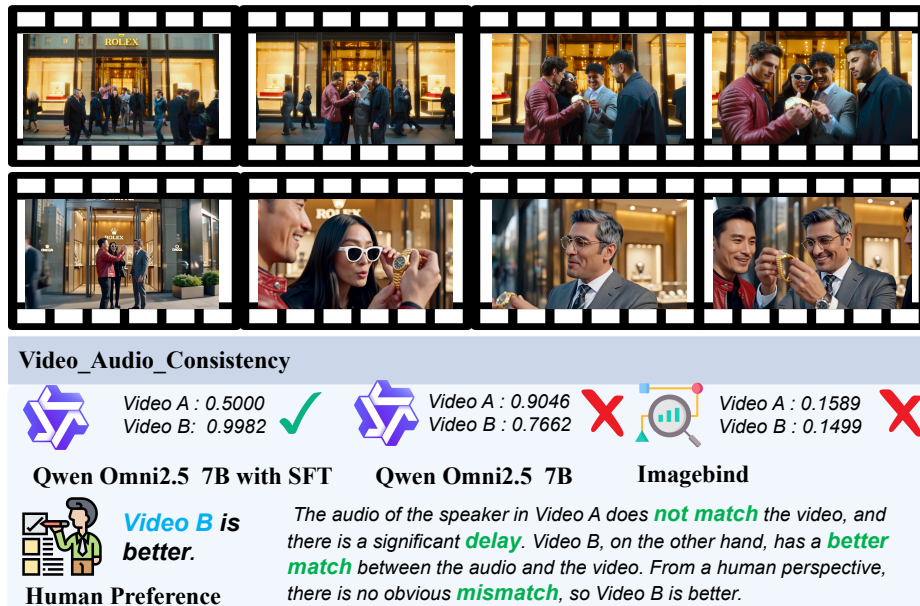 ROLEX
ROLEX
ROLEX
Video_Audio_Consistency
Video A : 0.5000
Video B: 0.9982
Video A : 0.9046
Video B : 0.7662
Video A : 0.1589
Video B : 0.1499
Qwen Omni2.5 7B with SFT
Qwen Omni2.5 7B
Imagebind
Video B is
better.
Human Preference
The audio of the speaker in Video A does not match the video, and
there is a significant delay. Video B, on the other hand, has a better
match between the audio and the video. From a human perspective,
there is no obvious mismatch, so Video B is better.